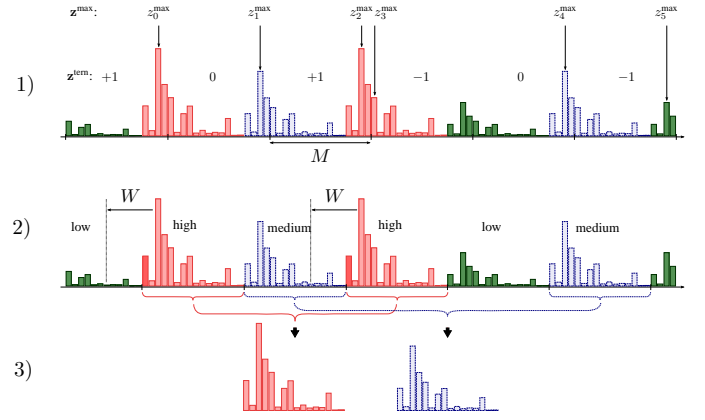 z^max: z_0^max z_1^max z_2^max z_3^max z_4^max z_5^max
z^tern: +1 0 +1 −1 0 −1
1)
M
W W
2) low high medium high low medium
3)